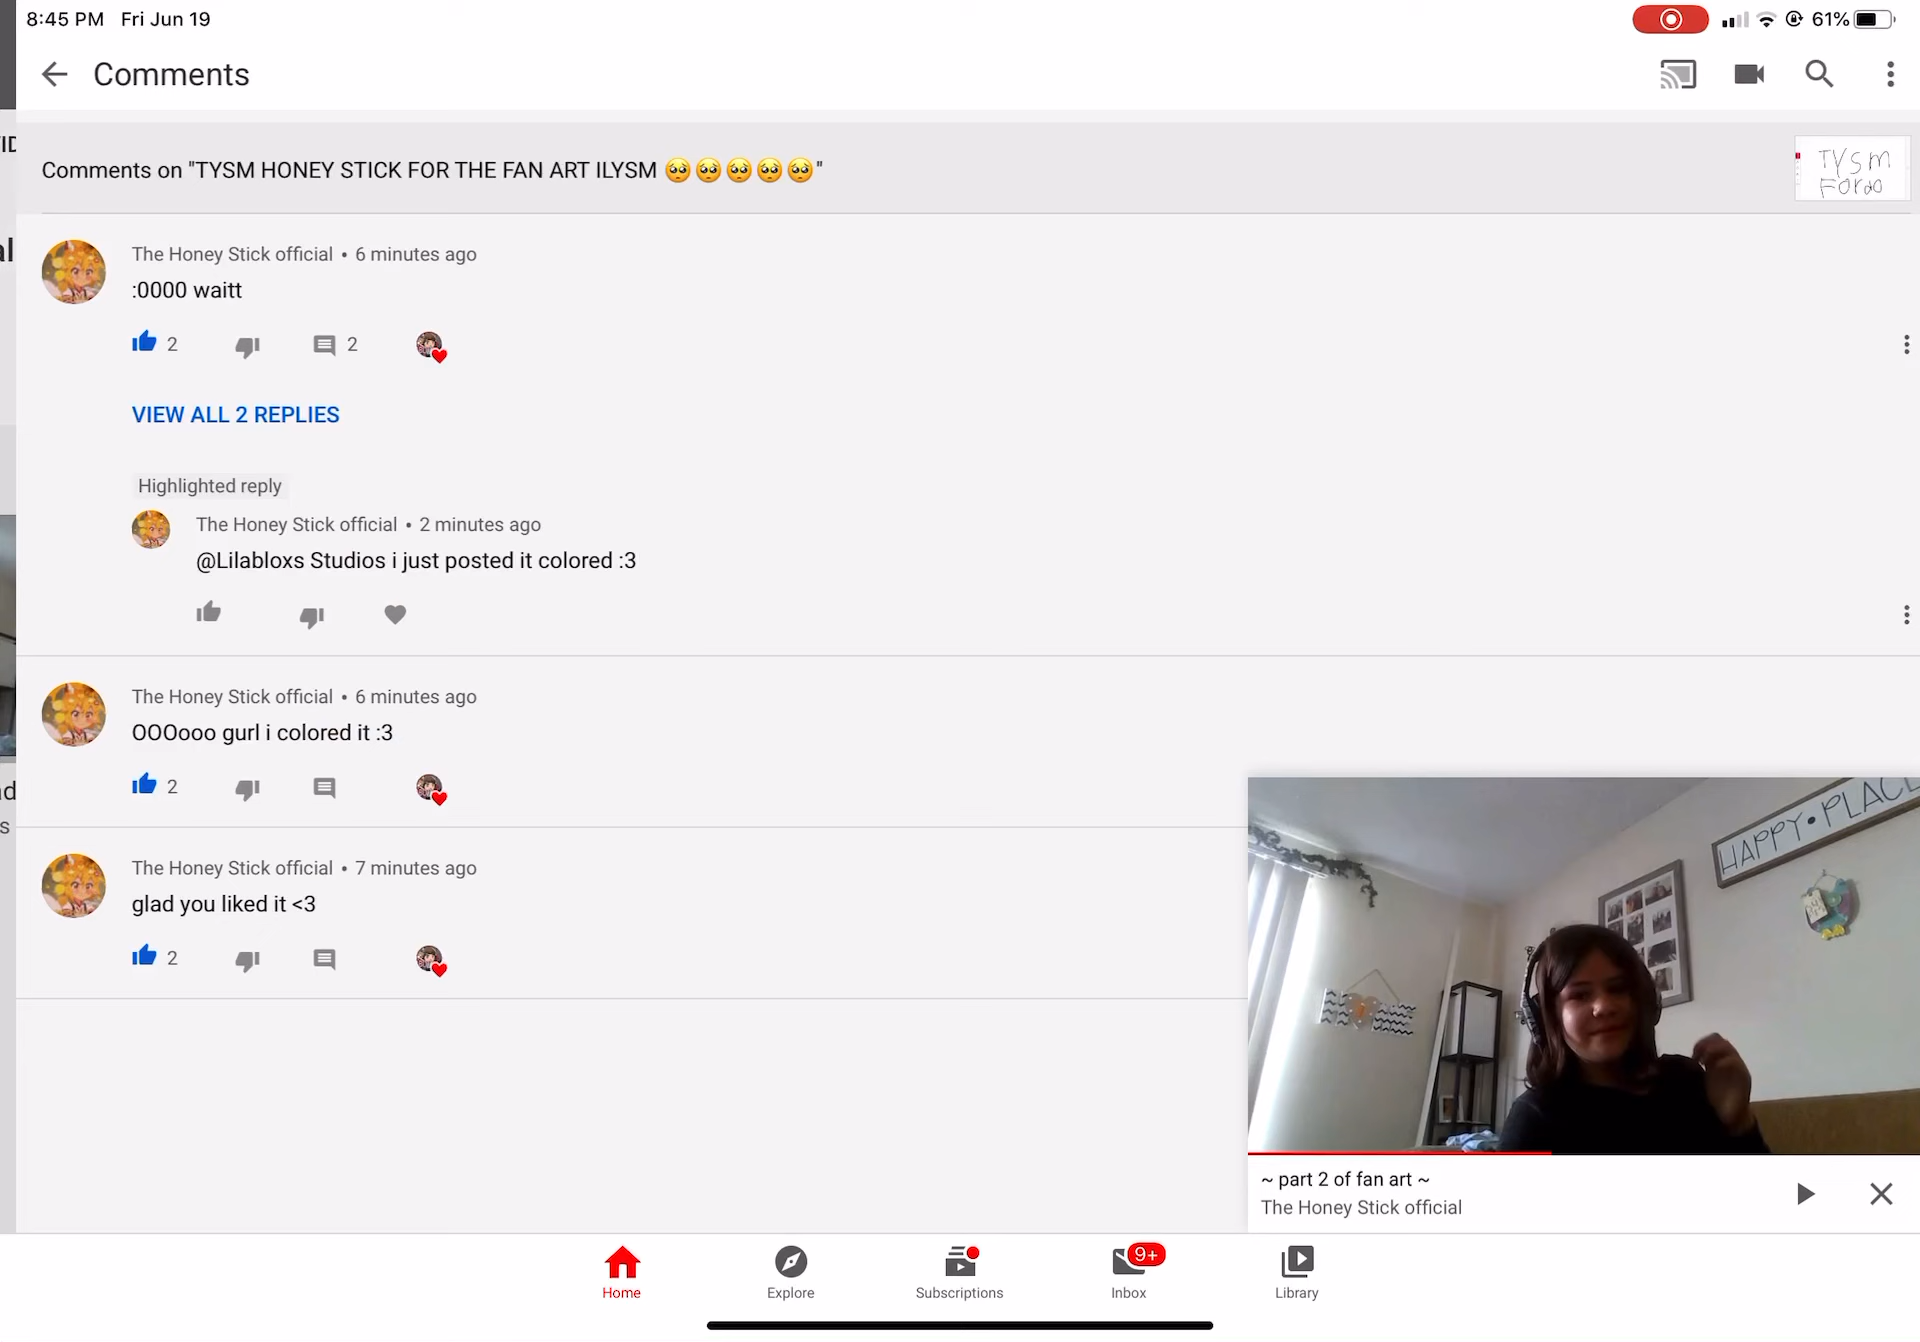 8:45 PM Fri Jun 19
61%
Comments
Comments on "TYSM HONEY STICK FOR THE FAN ART ILYSM 🥺🥺🥺🥺🥺"
TYSM
FOrdo
The Honey Stick official • 6 minutes ago
:0000 waitt
2
2
VIEW ALL 2 REPLIES
Highlighted reply
The Honey Stick official • 2 minutes ago
@Lilabloxs Studios i just posted it colored :3
The Honey Stick official • 6 minutes ago
OOOooo gurl i colored it :3
2
The Honey Stick official • 7 minutes ago
glad you liked it <3
2
HAPPY • PLACE
~ part 2 of fan art ~
The Honey Stick official
Home
Explore
Subscriptions
9+
Inbox
Library